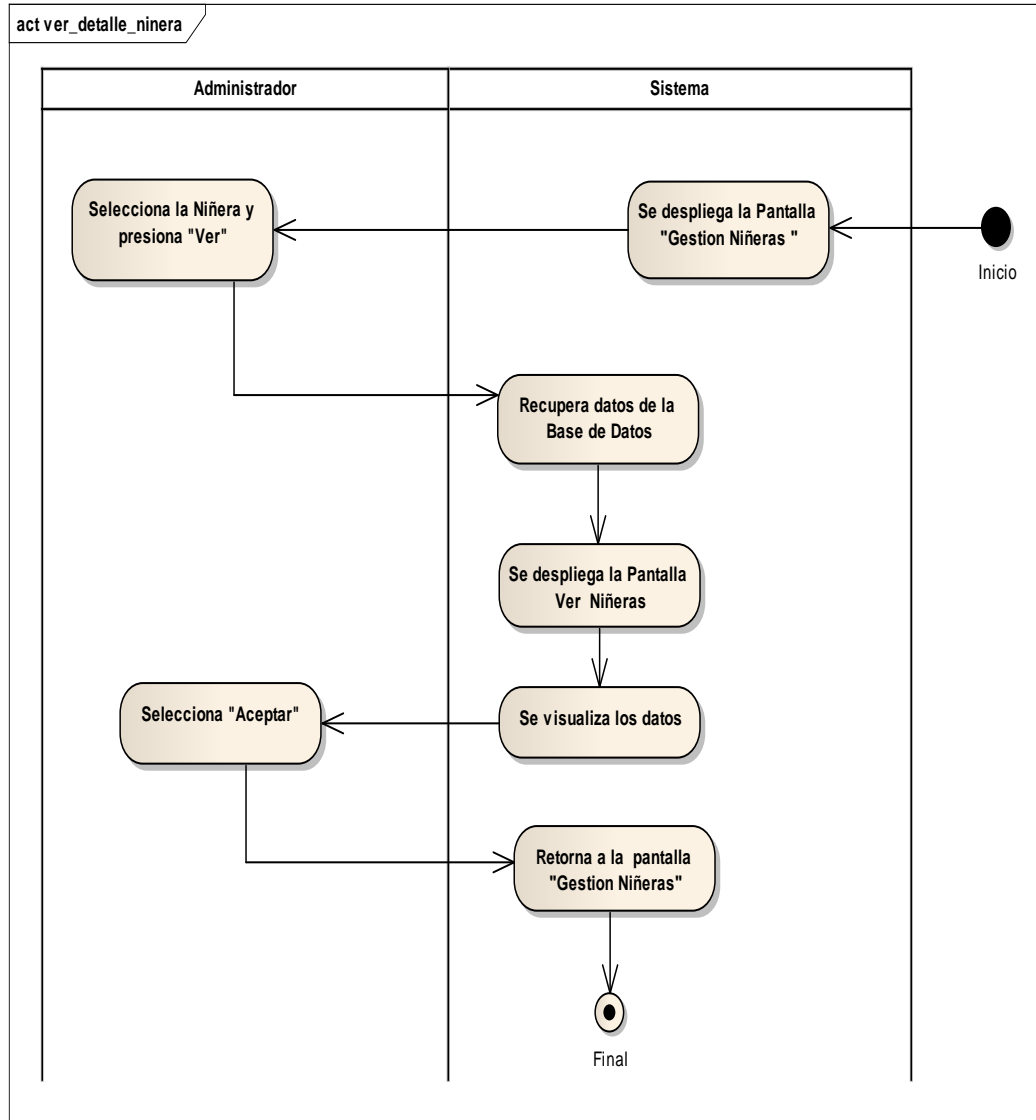 act ver_detalle_ninera
Administrador
Sistema
Selecciona la Niñera y
presiona "Ver"
Se despliega la Pantalla
"Gestion Niñeras "
Inicio
Recupera datos de la
Base de Datos
Se despliega la Pantalla
Ver Niñeras
Selecciona "Aceptar"
Se visualiza los datos
Retorna a la pantalla
"Gestion Niñeras"
Final